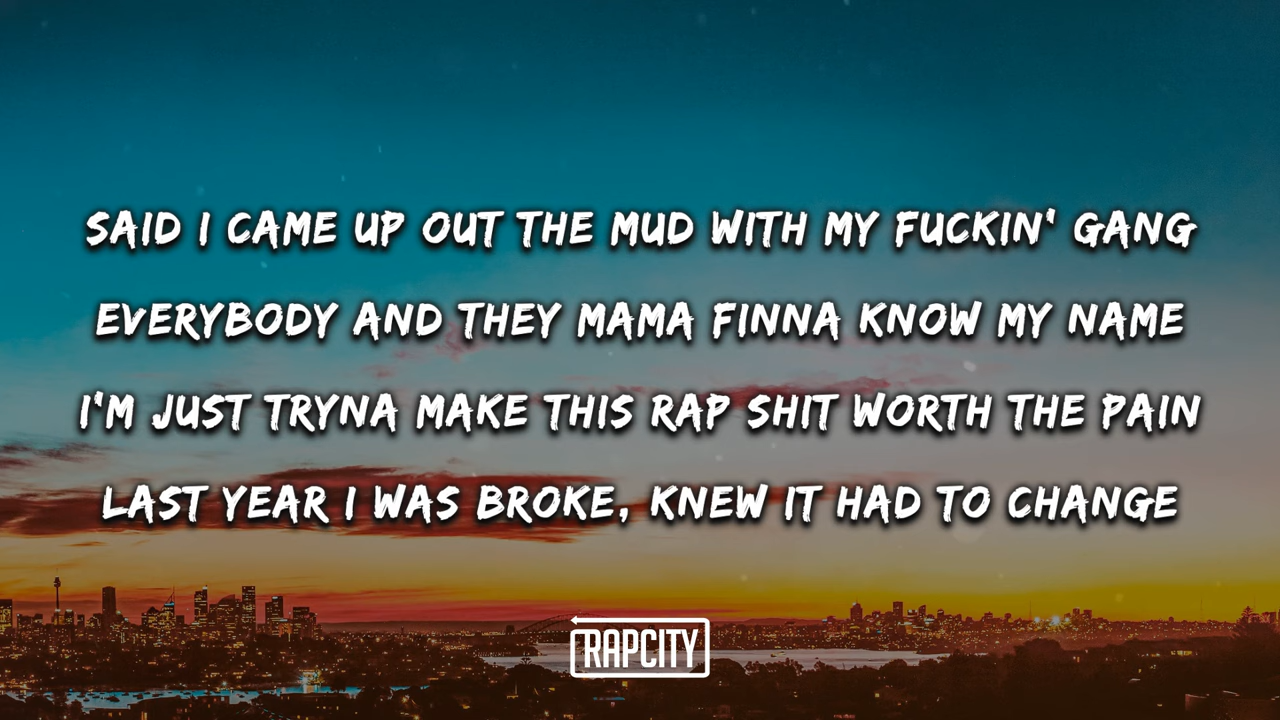 SAID I CAME UP OUT THE MUD WITH MY FUCKIN' GANG
EVERYBODY AND THEY MAMA FINNA KNOW MY NAME
I'M JUST TRYNA MAKE THIS RAP SHIT WORTH THE PAIN
LAST YEAR I WAS BROKE, KNEW IT HAD TO CHANGE
RAPCITY